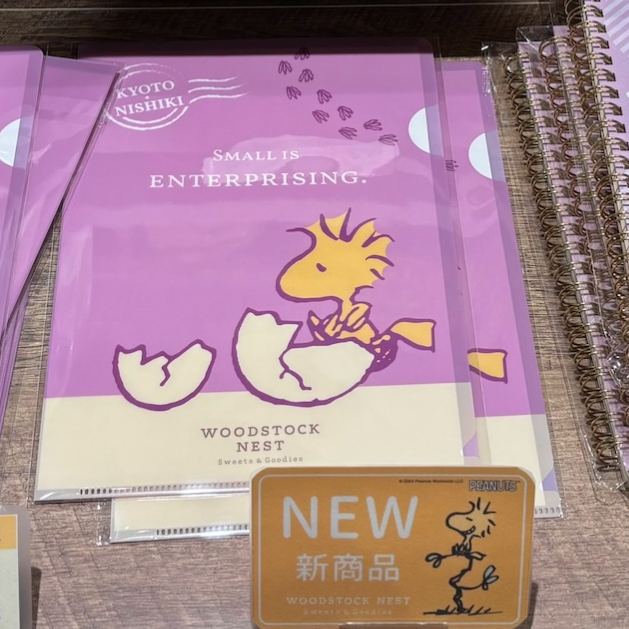 KYOTO
NISHIKI
SMALL IS
ENTERPRISING.
WOODSTOCK
NEST
Sweets & Goodies
PEANUTS
NEW
新商品
WOODSTOCK NEST
Sweets & Goodies